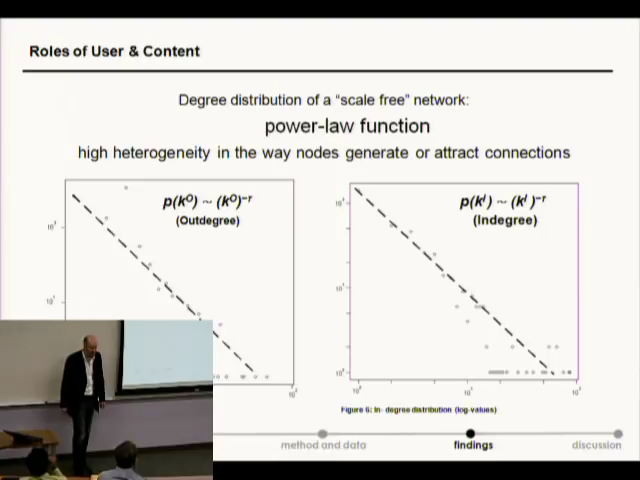 Roles of User & Content
Degree distribution of a "scale free" network:
power-law function
high heterogeneity in the way nodes generate or attract connections
p(k^O) ~ (k^O)^-τ
(Outdegree)
p(k^I) ~ (k^I)^-τ
(Indegree)
Figure 6: In- degree distribution (log-values)
method and data
findings
discussion